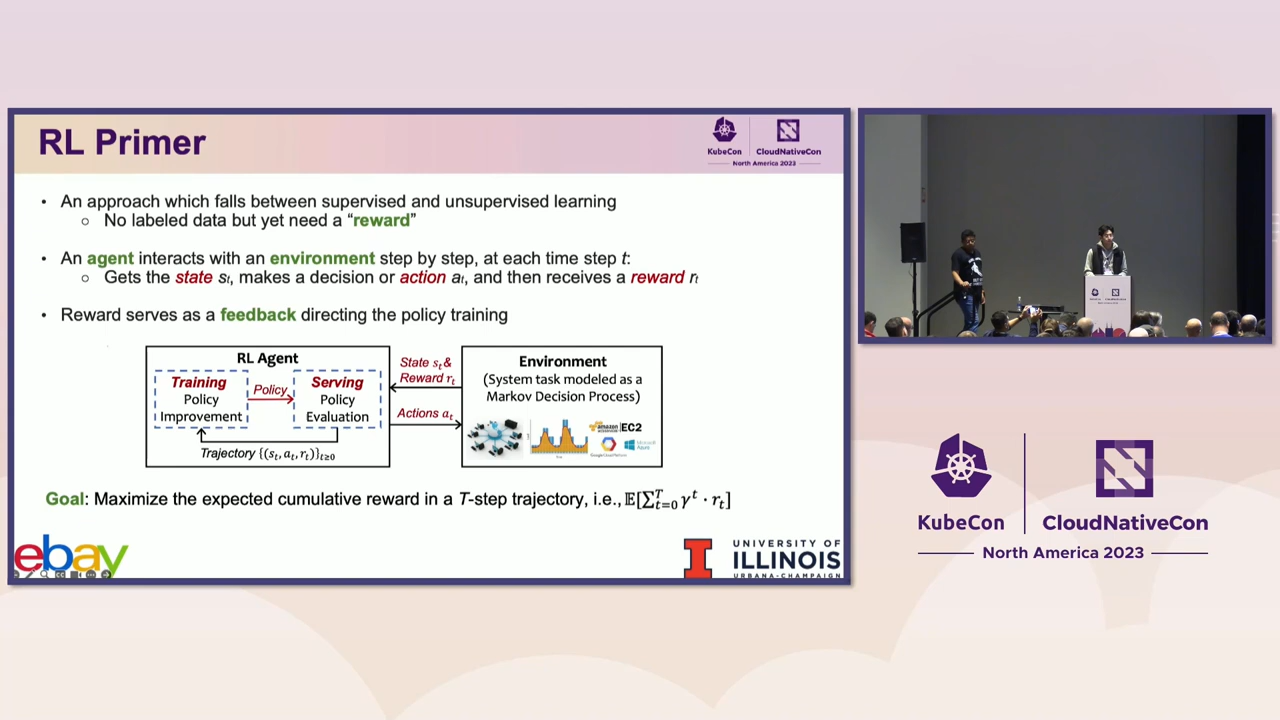 RL Primer
KubeCon
CloudNativeCon
North America 2023
• An approach which falls between supervised and unsupervised learning
○ No labeled data but yet need a “reward”
• An agent interacts with an environment step by step, at each time step t:
○ Gets the state sₜ, makes a decision or action aₜ, and then receives a reward rₜ
• Reward serves as a feedback directing the policy training
RL Agent
Training
Policy
Improvement
Policy
Serving
Policy
Evaluation
Trajectory {(sₜ,aₜ,rₜ)}ₜ≥₀
State sₜ &
Reward rₜ
Actions aₜ
Environment
(System task modeled as a
Markov Decision Process)
EC2
Goal: Maximize the expected cumulative reward in a T-step trajectory, i.e., 𝔼[∑ᵀₜ₌₀ γᵗ · rₜ]
ebay
UNIVERSITY OF
ILLINOIS
URBANA-CHAMPAIGN
KubeCon
CloudNativeCon
North America 2023